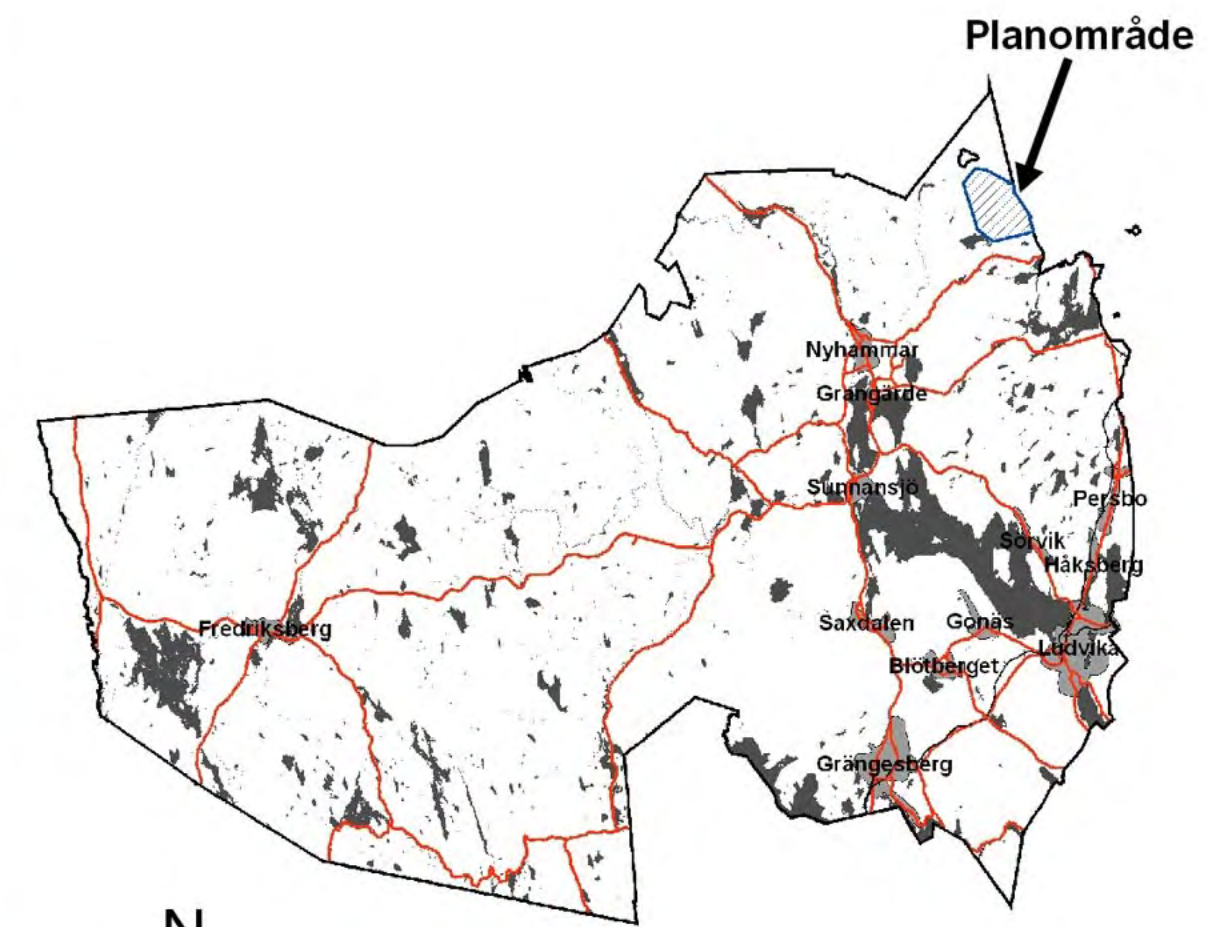 Planområde
Nyhammar
Grangärde
Sunnansjö
Persbo
Sörvik
Håksberg
Saxdalen
Gonäs
Fredriksberg
Ludvika
Blötberget
Grängesberg
N